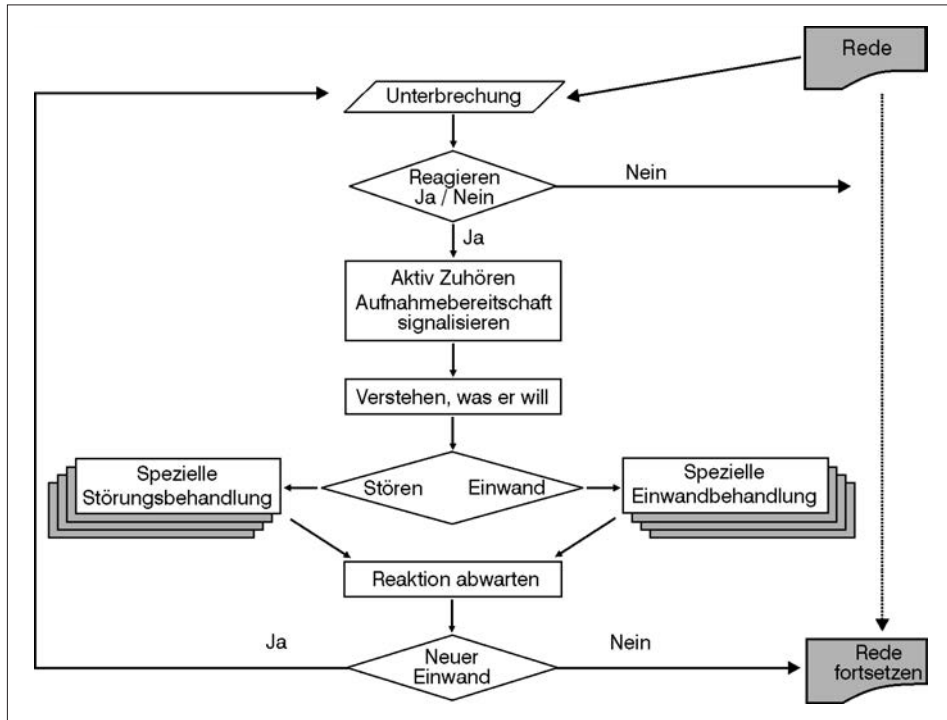 Rede
Unterbrechung
Reagieren
Ja / Nein
Nein
Ja
Aktiv Zuhören
Aufnahmebereitschaft
signalisieren
Verstehen, was er will
Spezielle
Störungsbehandlung
Stören
Einwand
Spezielle
Einwandbehandlung
Reaktion abwarten
Ja
Neuer
Einwand
Nein
Rede
fortsetzen